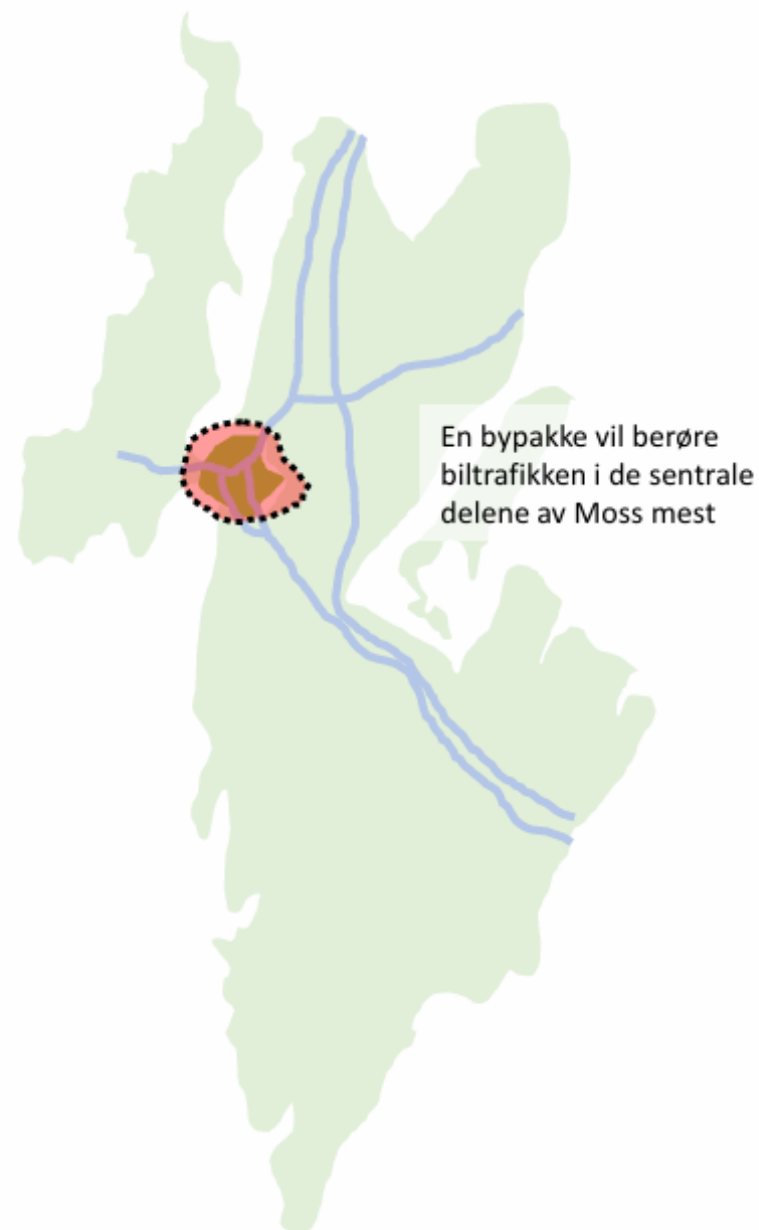 En bypakke vil berøre
biltrafikken i de sentrale
delene av Moss mest